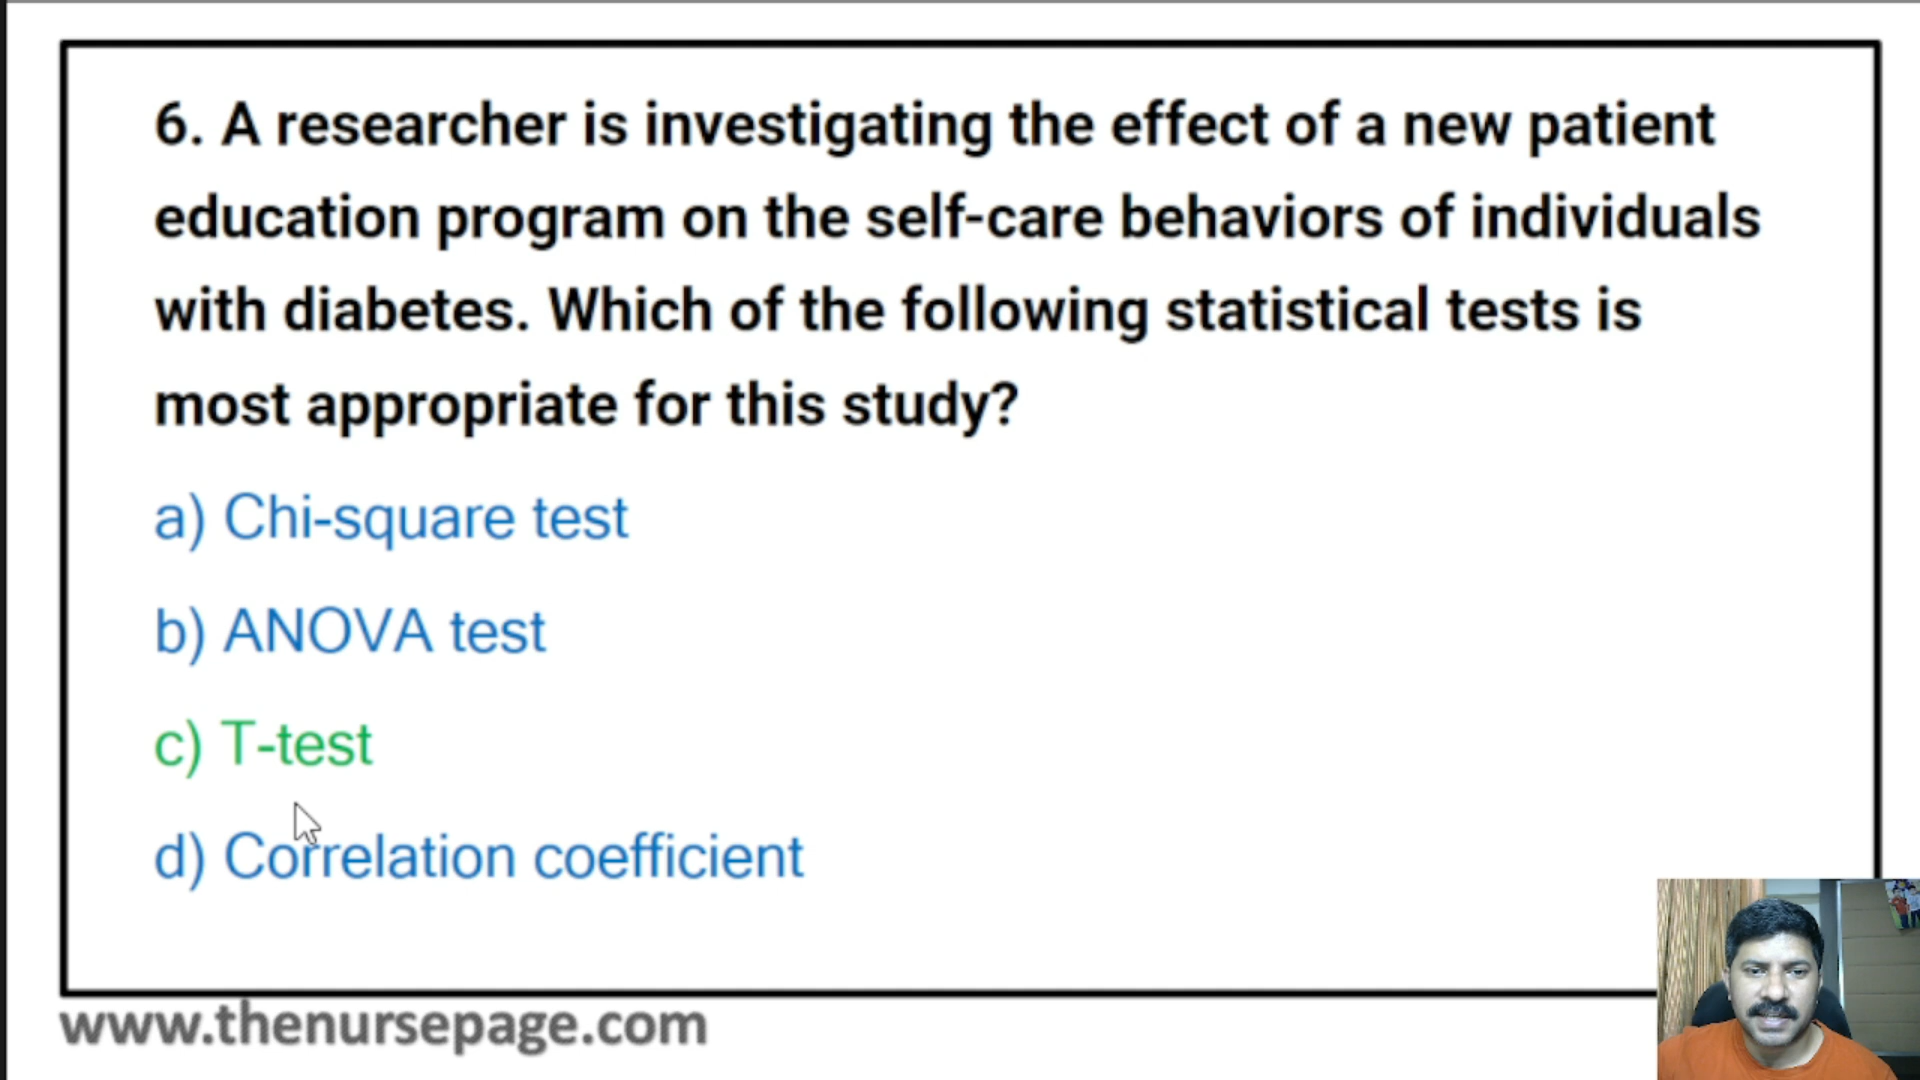 6. A researcher is investigating the effect of a new patient
education program on the self-care behaviors of individuals
with diabetes. Which of the following statistical tests is
most appropriate for this study?
a) Chi-square test
b) ANOVA test
c) T-test
d) Correlation coefficient
www.thenursepage.com